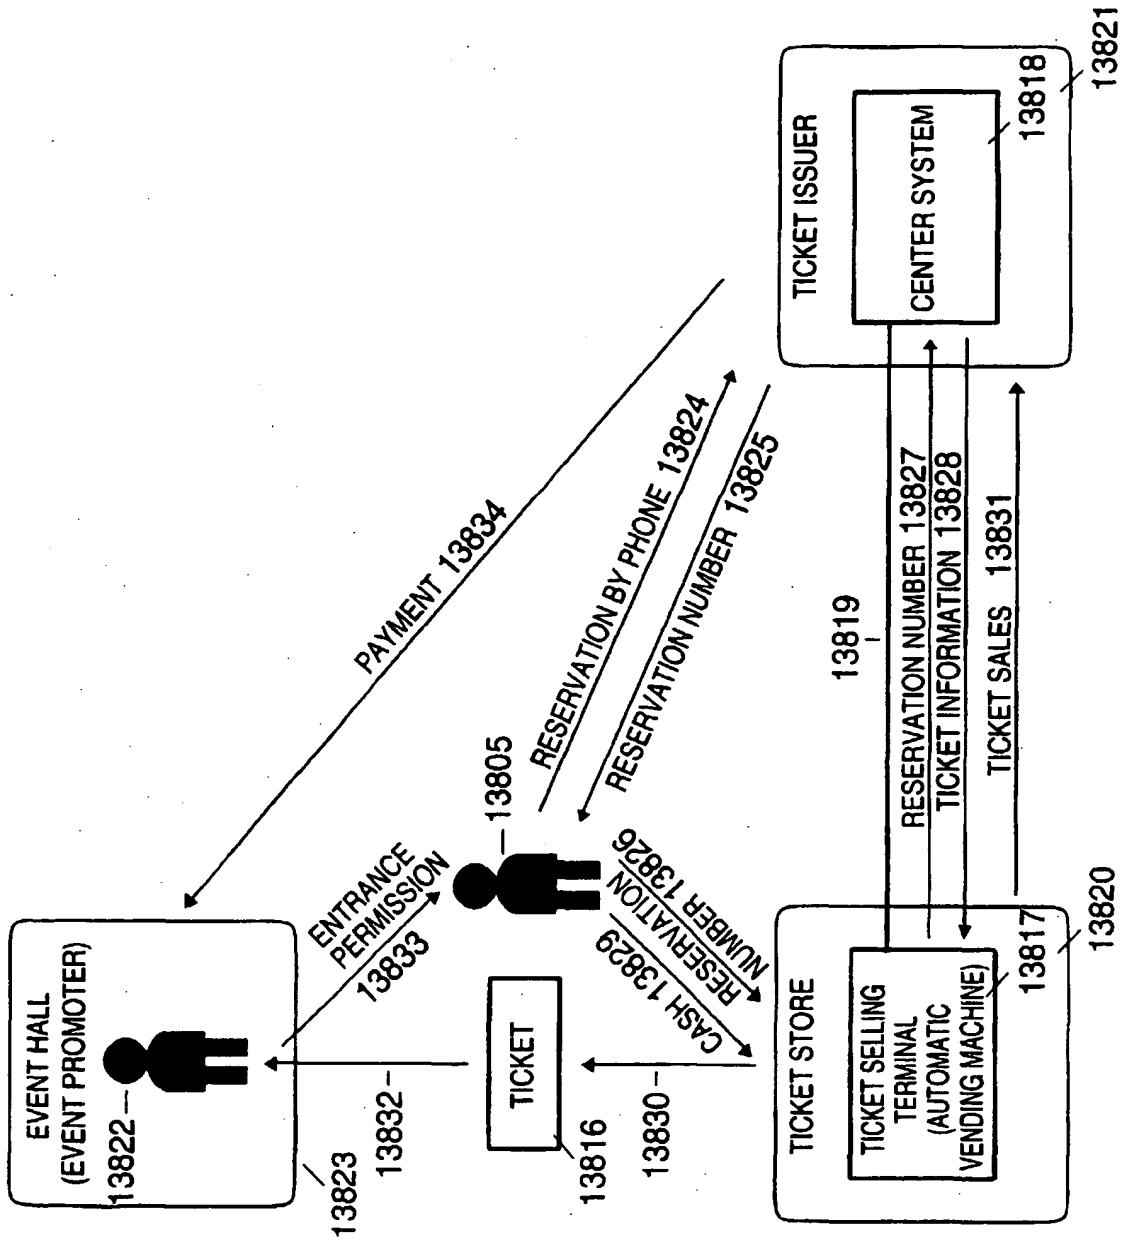 EVENT HALL
(EVENT PROMOTER)
13822
13823
ENTRANCE
PERMISSION
13833
13832
TICKET
13816
13830
13805
PAYMENT 13834
RESERVATION BY PHONE 13824
RESERVATION NUMBER 13825
RESERVATION
NUMBER 13826
CASH 13829
TICKET STORE
TICKET SELLING
TERMINAL
(AUTOMATIC
VENDING MACHINE)
13817
13820
13819
RESERVATION NUMBER 13827
TICKET INFORMATION 13828
TICKET SALES 13831
TICKET ISSUER
CENTER SYSTEM
13818
13821